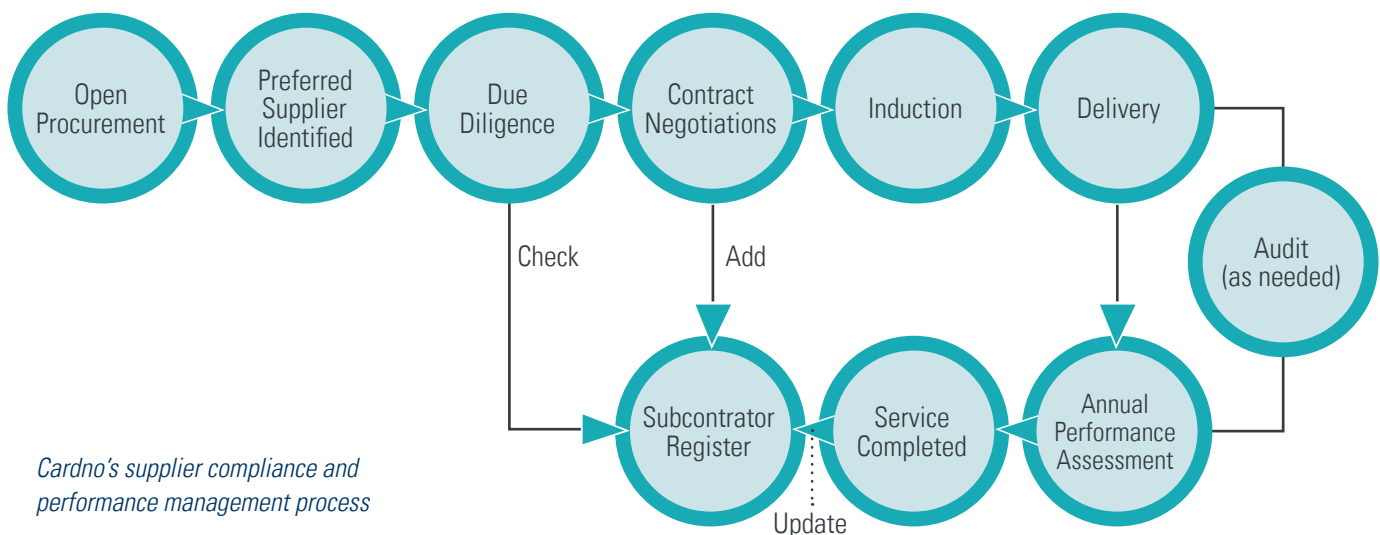 Open
Procurement
Preferred
Supplier
Identified
Due
Diligence
Contract
Negotiations
Induction
Delivery
Check
Add
Audit
(as needed)
Subcontrator
Register
Service
Completed
Annual
Performance
Assessment
Update
Cardno's supplier compliance and
performance management process